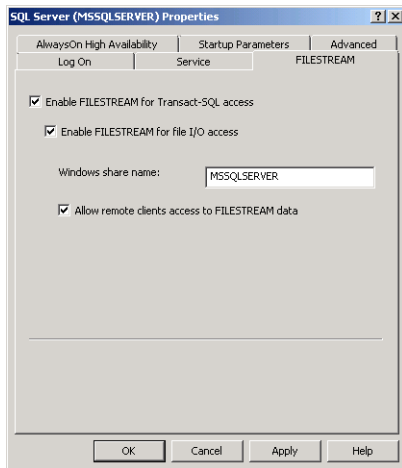 SQL Server (MSSQLSERVER) Properties
AlwaysOn High Availability Startup Parameters Advanced
Log On Service FILESTREAM
Enable FILESTREAM for Transact-SQL access
Enable FILESTREAM for file I/O access
Windows share name: MSSQLSERVER
Allow remote clients access to FILESTREAM data
OK Cancel Apply Help